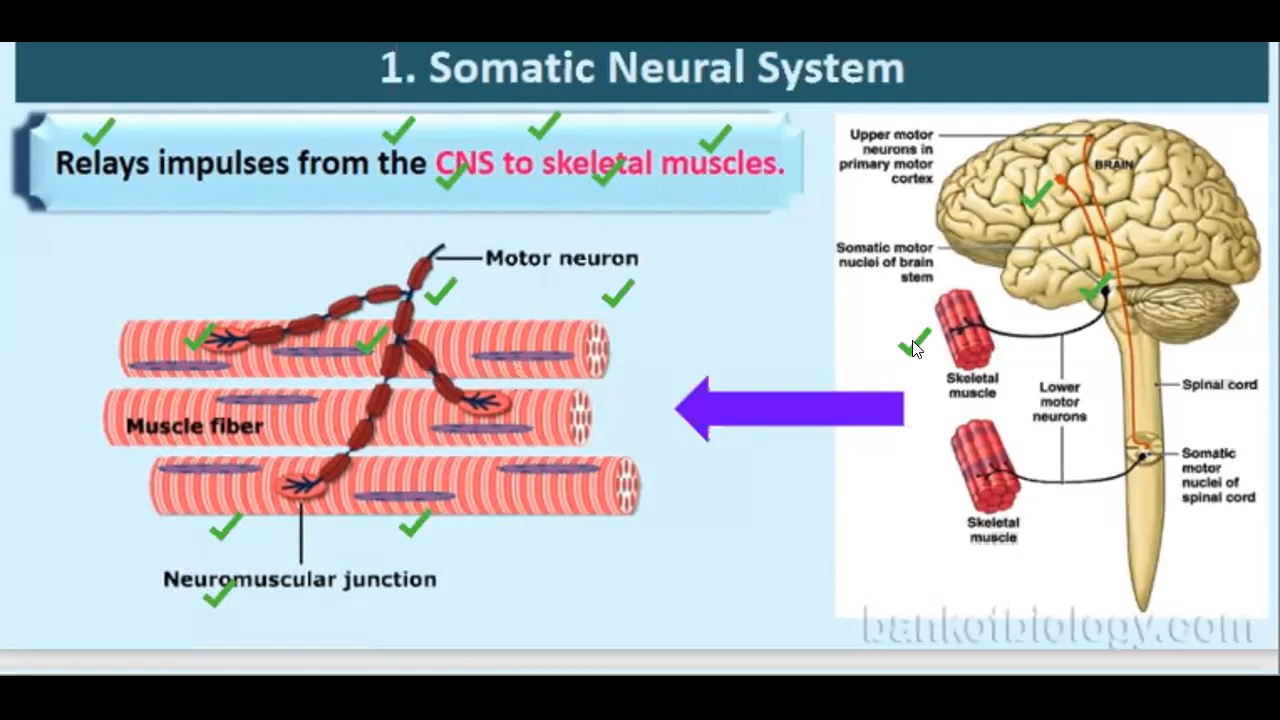 1. Somatic Neural System
Relays impulses from the CNS to skeletal muscles.
Motor neuron
Muscle fiber
Neuromuscular junction
Upper motor
neurons in
primary motor
cortex
BRAIN
Somatic motor
nuclei of brain
stem
Skeletal
muscle
Lower
motor
neurons
Spinal cord
Somatic
motor
nuclei of
spinal cord
Skeletal
muscle
bankofbiology.com